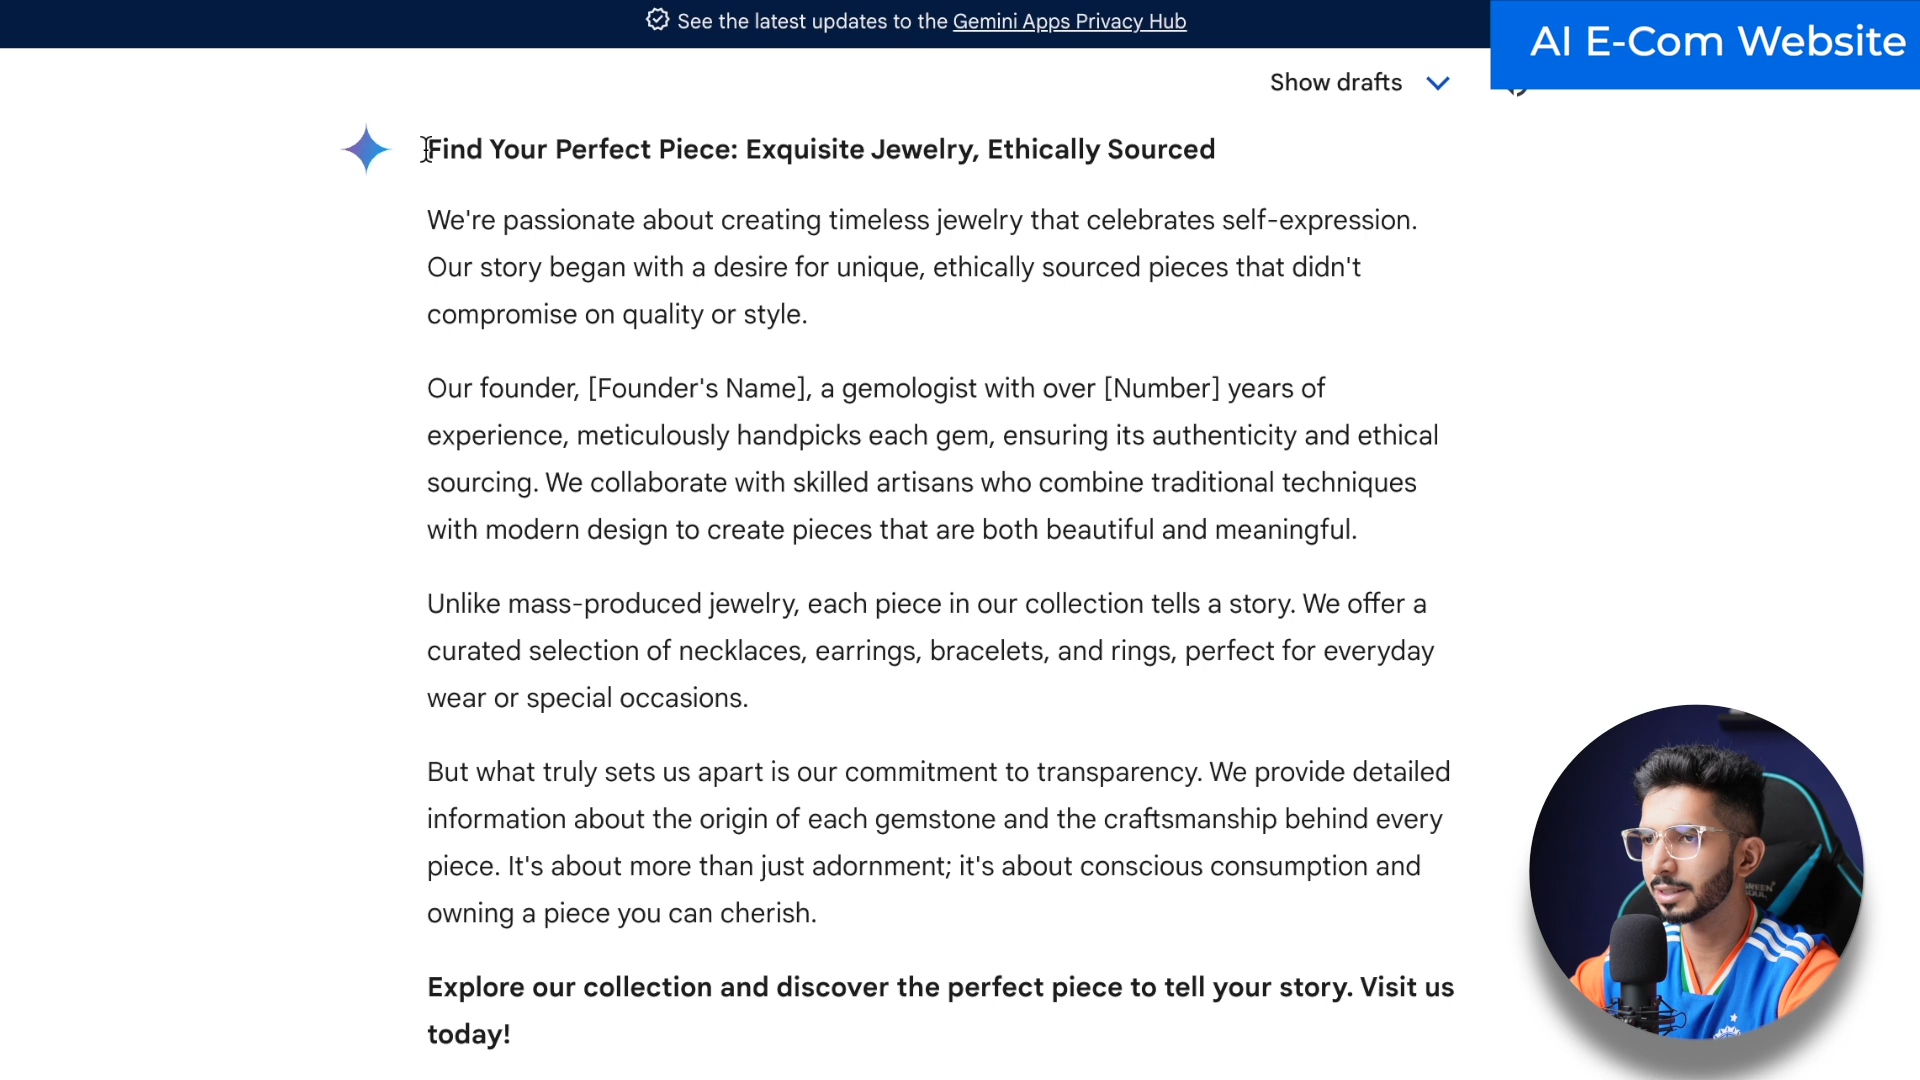 See the latest updates to the Gemini Apps Privacy Hub
AI E-Com Website
Show drafts
Find Your Perfect Piece: Exquisite Jewelry, Ethically Sourced
We're passionate about creating timeless jewelry that celebrates self-expression.
Our story began with a desire for unique, ethically sourced pieces that didn't
compromise on quality or style.
Our founder, [Founder's Name], a gemologist with over [Number] years of
experience, meticulously handpicks each gem, ensuring its authenticity and ethical
sourcing. We collaborate with skilled artisans who combine traditional techniques
with modern design to create pieces that are both beautiful and meaningful.
Unlike mass-produced jewelry, each piece in our collection tells a story. We offer a
curated selection of necklaces, earrings, bracelets, and rings, perfect for everyday
wear or special occasions.
But what truly sets us apart is our commitment to transparency. We provide detailed
information about the origin of each gemstone and the craftsmanship behind every
piece. It's about more than just adornment; it's about conscious consumption and
owning a piece you can cherish.
Explore our collection and discover the perfect piece to tell your story. Visit us
today!
SOUL